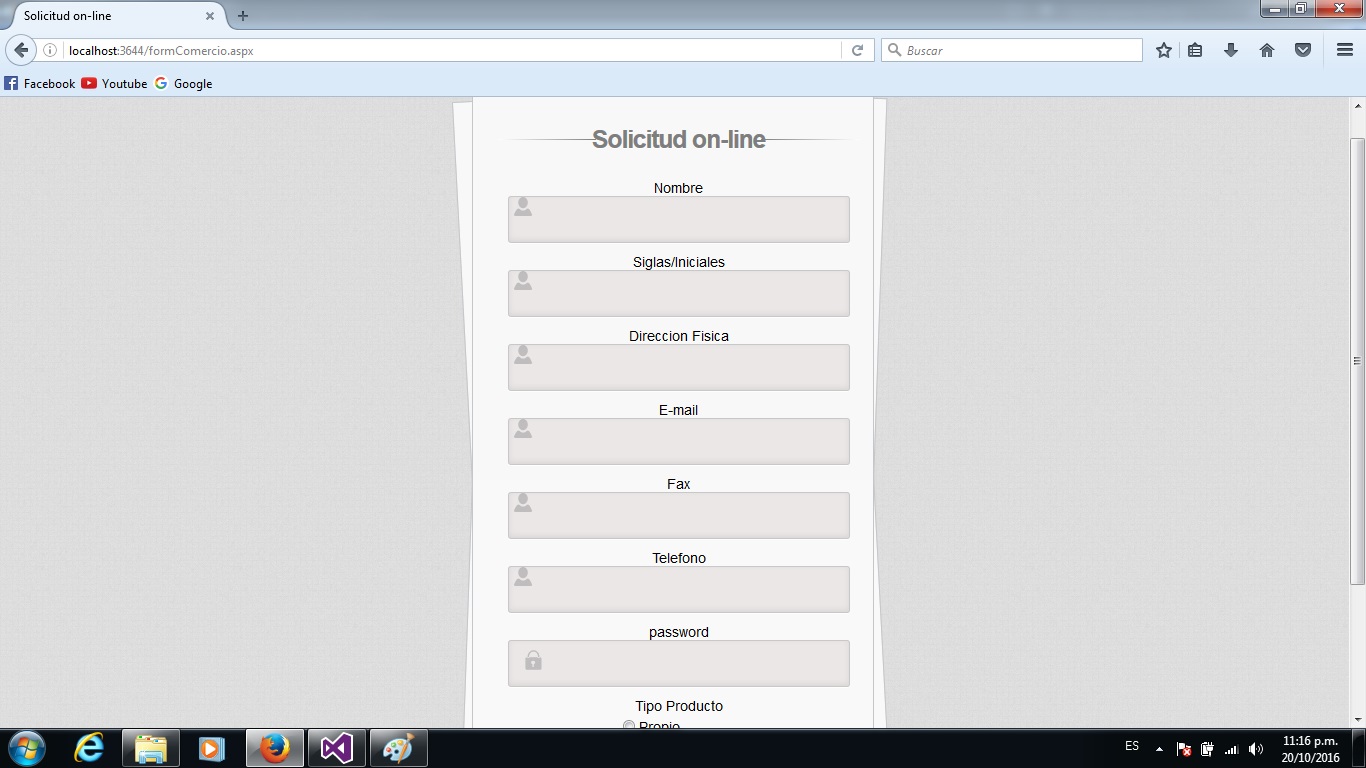 Solicitud on-line
localhost:3644/formComercio.aspx
Buscar
Facebook Youtube Google
Solicitud on-line
Nombre
Siglas/Iniciales
Direccion Fisica
E-mail
Fax
Telefono
password
Tipo Producto
Propio
ES
11:16 p.m.
20/10/2016